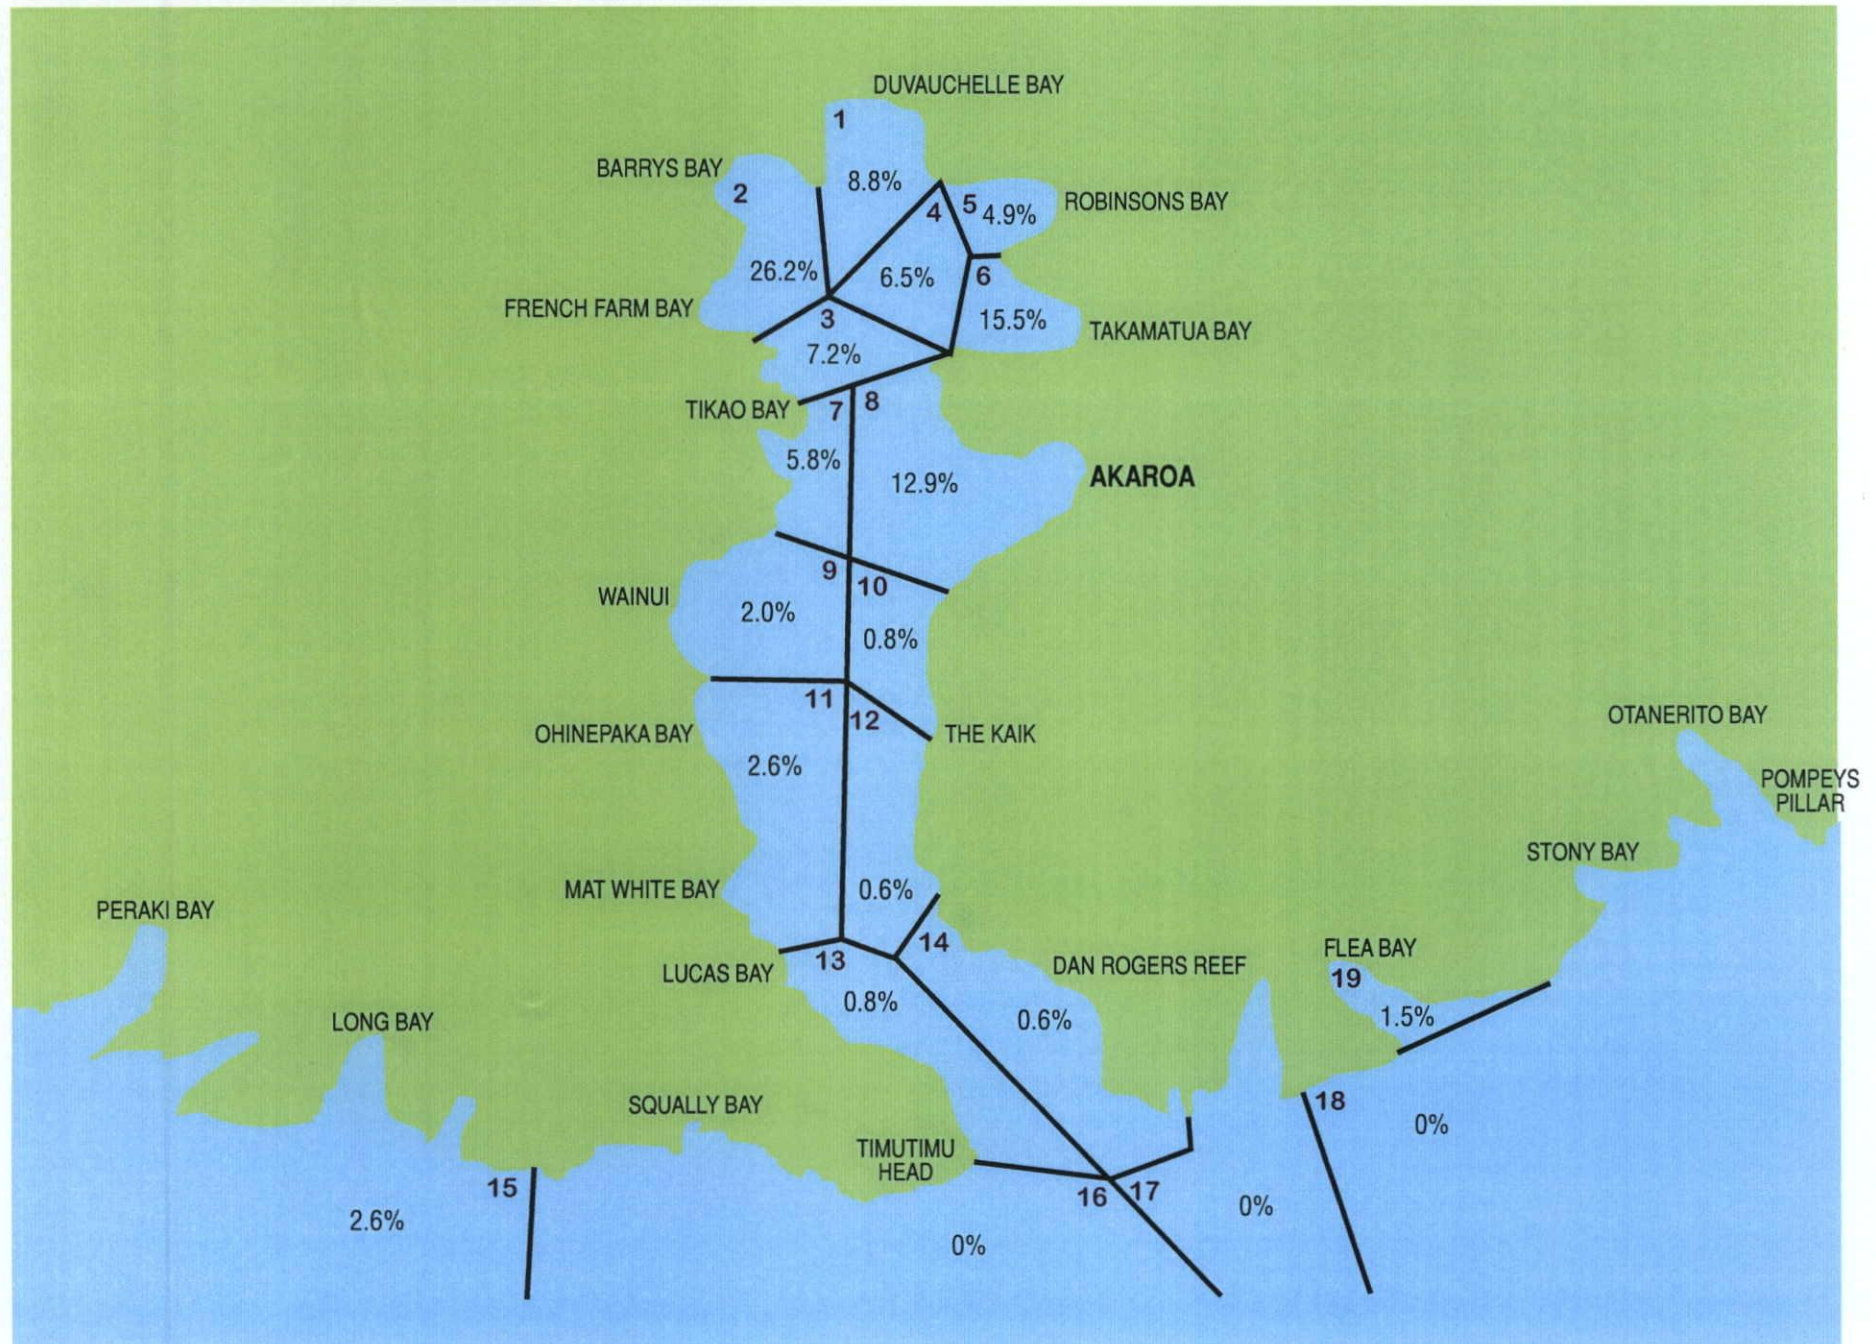 DUVAUCHELLE BAY
1
BARRYS BAY
2
8.8%
4
5
4.9%
ROBINSONS BAY
26.2%
6.5%
6
FRENCH FARM BAY
3
15.5%
TAKAMATUA BAY
7.2%
TIKAO BAY
7
8
5.8%
12.9%
AKAROA
9
10
WAINUI
2.0%
0.8%
11
12
OHINEPAKA BAY
THE KAIK
2.6%
OTANERITO BAY
POMPEYS
PILLAR
STONY BAY
MAT WHITE BAY
0.6%
PERAKI BAY
14
13
LUCAS BAY
DAN ROGERS REEF
FLEA BAY
19
0.8%
0.6%
1.5%
LONG BAY
SQUALLY BAY
18
0%
TIMUTIMU
HEAD
15
16
17
2.6%
0%
0%